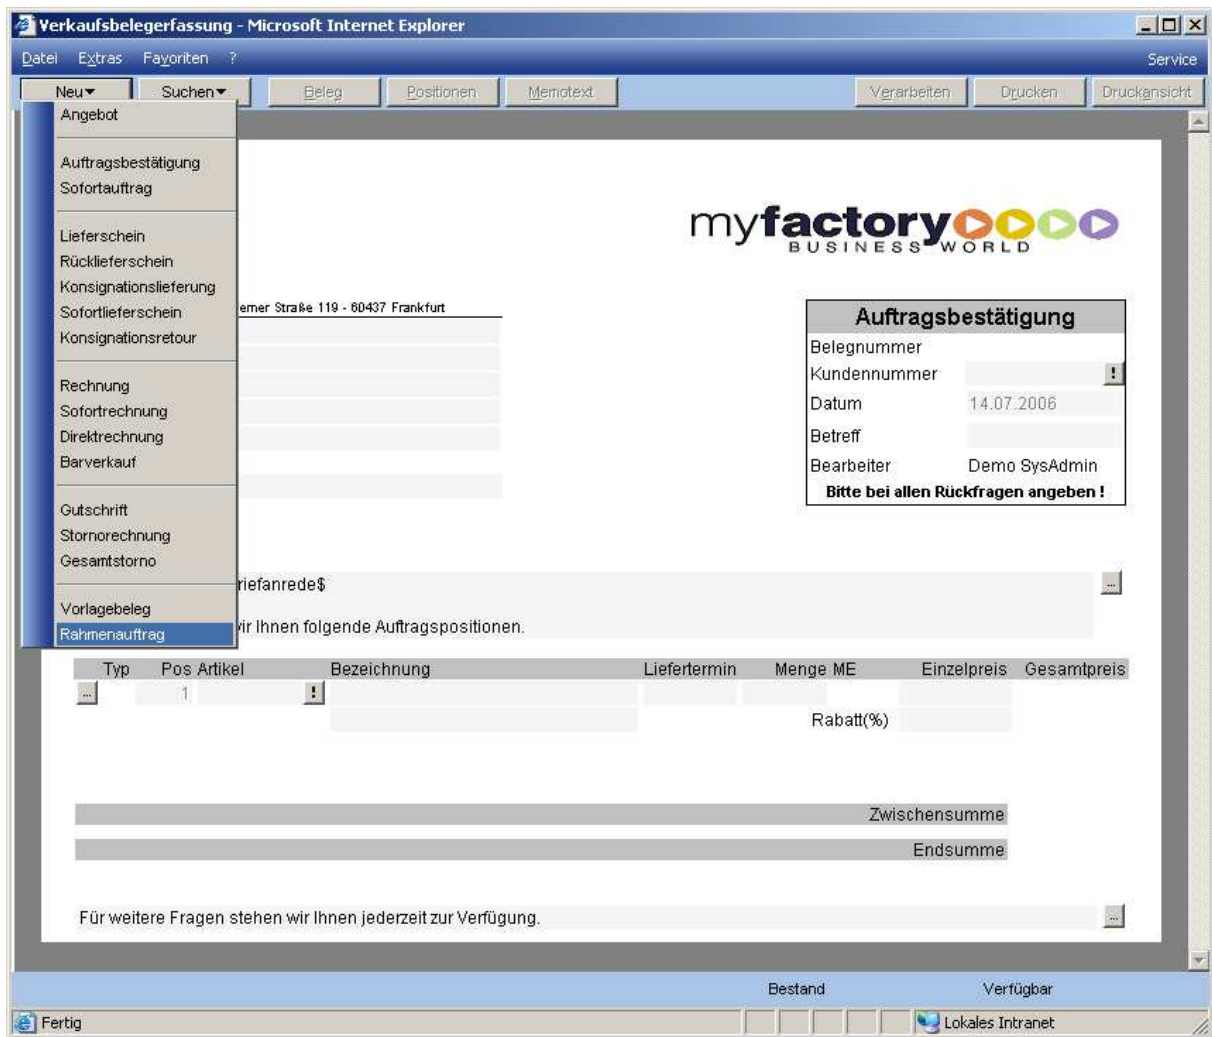 Verkaufsbelegerfassung - Microsoft Internet Explorer
Datei Extras Favoriten ? Service
Neu Suchen Beleg Positionen Memotext Verarbeiten Drucken Druckansicht
Angebot
Auftragsbestätigung
Sofortauftrag
Lieferschein
Rücklieferschein
Konsignationslieferung
Sofortlieferschein
Konsignationsretour
Rechnung
Sofortrechnung
Direktrechnung
Barverkauf
Gutschrift
Stornorechnung
Gesamtstorno
Vorlagebeleg
Rahmenauftrag
myfactory
BUSINESS WORLD
emer Straße 119 - 60437 Frankfurt
Auftragsbestätigung
Belegnummer
Kundennummer !
Datum 14.07.2006
Betreff
Bearbeiter Demo SysAdmin
Bitte bei allen Rückfragen angeben !
riefanrede$ ...
ir Ihnen folgende Auftragspositionen.
Typ Pos Artikel Bezeichnung Liefertermin Menge ME Einzelpreis Gesamtpreis
... 1 !
Rabatt(%)
Zwischensumme
Endsumme
Für weitere Fragen stehen wir Ihnen jederzeit zur Verfügung. ...
Bestand Verfügbar
Fertig Lokales Intranet